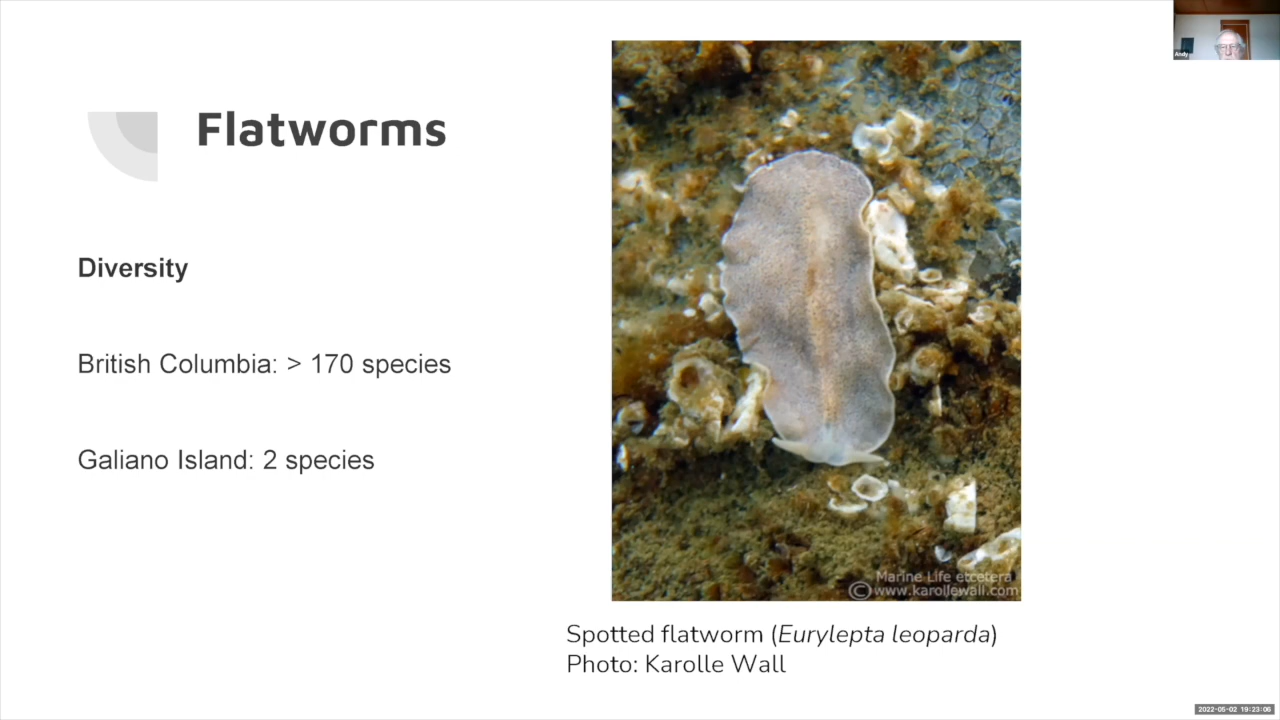 Andy
Flatworms
Diversity
British Columbia: > 170 species
Galiano Island: 2 species
Marine Life etcetera
©www.karollewall.com
Spotted flatworm (Eurylepta leoparda)
Photo: Karolle Wall
2022-05-02 19:23:06